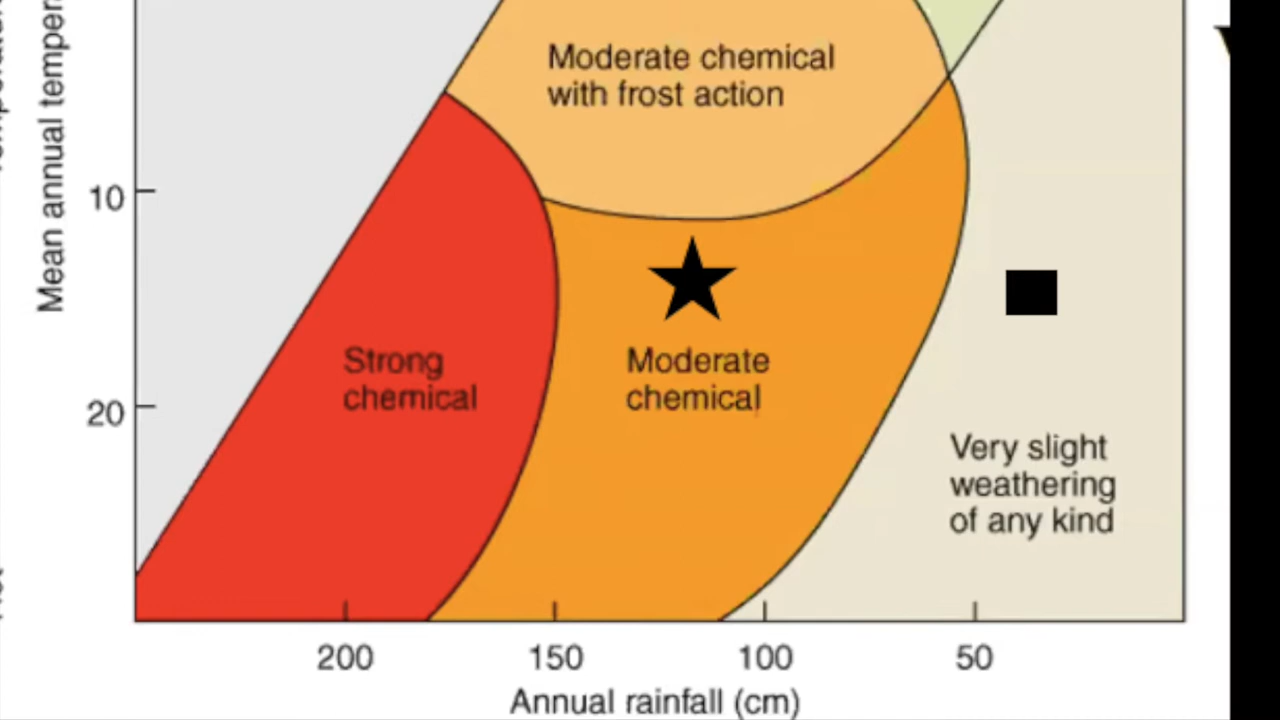 Moderate chemical
with frost action
Mean annual
10
Strong
chemical
Moderate
chemical
20
Very slight
weathering
of any kind
200
150
100
50
Annual rainfall (cm)